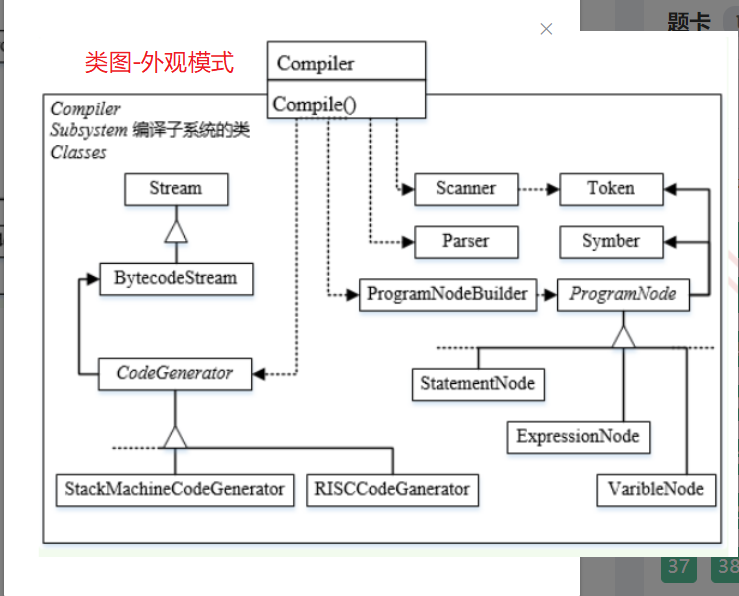 题卡
类图-外观模式
Compiler
Compile()
Compiler
Subsystem 编译子系统的类
Classes
Stream
Scanner
Token
Parser
Symber
BytecodeStream
ProgramNodeBuilder
ProgramNode
CodeGenerator
StatementNode
ExpressionNode
StackMachineCodeGenerator
RISCCodeGanerator
VaribleNode
37
38